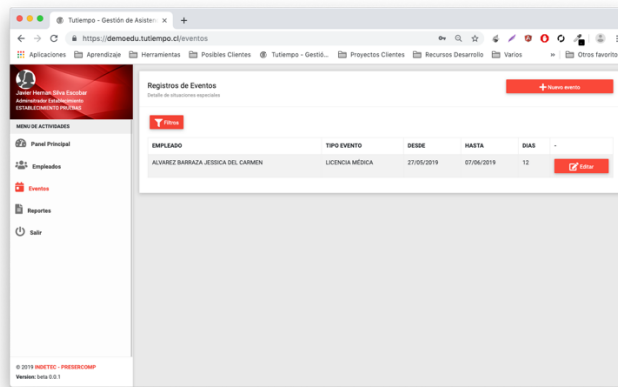 Tutiempo - Gestión de Asisten
https://demoedu.tutiempo.cl/eventos
Aplicaciones Aprendizaje Herramientas Posibles Clientes Tutiempo - Gestió... Proyectos Clientes Recursos Desarrollo Varios » Otros favoritos
Javier Hernan Silva Escobar
Administrador Establecimiento
ESTABLECIMIENTO PRUEBAS
MENU DE ACTIVIDADES
Panel Principal
Empleados
Eventos
Reportes
Salir
© 2019 INDETEC - PRESERCOMP
Version: beta 0.0.1
Registros de Eventos
Detalle de situaciones especiales
Nuevo evento
Filtros
EMPLEADO TIPO EVENTO DESDE HASTA DIAS -
ALVAREZ BARRAZA JESSICA DEL CARMEN LICENCIA MÉDICA 27/05/2019 07/06/2019 12 Editar